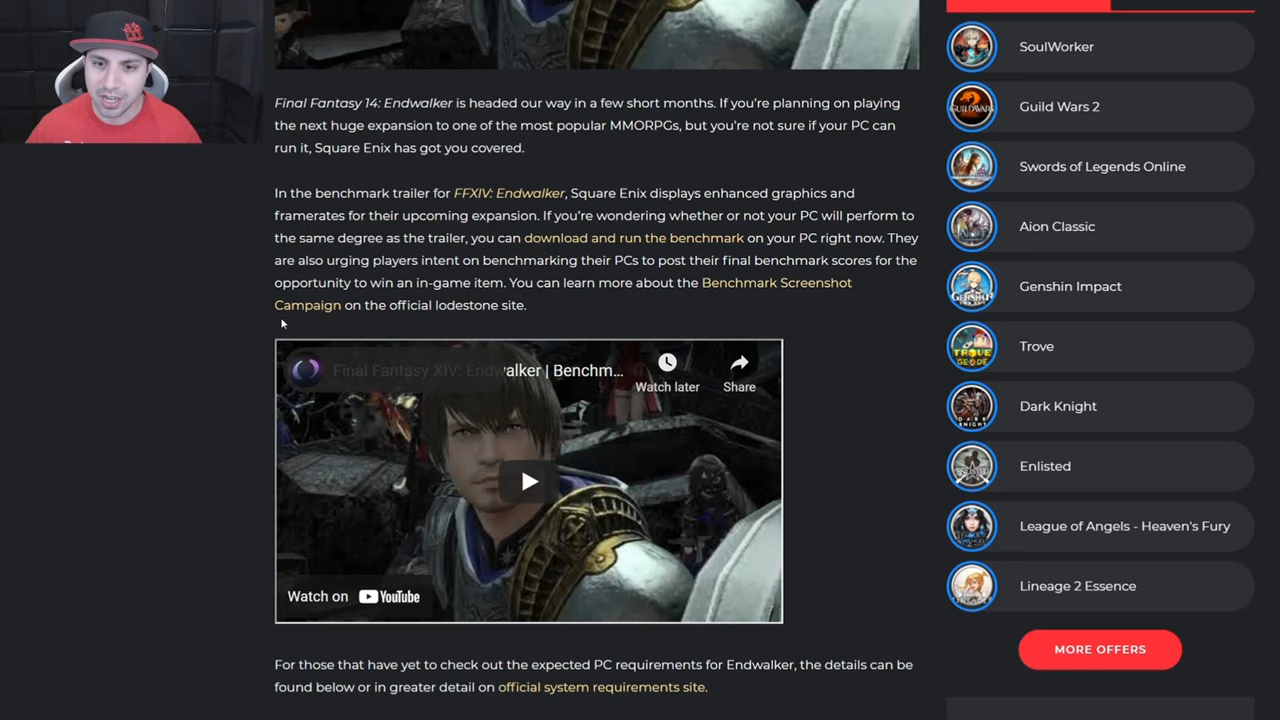 Final Fantasy 14: Endwalker is headed our way in a few short months. If you're planning on playing
the next huge expansion to one of the most popular MMORPGs, but you're not sure if your PC can
run it, Square Enix has got you covered.
In the benchmark trailer for FFXIV: Endwalker, Square Enix displays enhanced graphics and
framerates for their upcoming expansion. If you're wondering whether or not your PC will perform to
the same degree as the trailer, you can download and run the benchmark on your PC right now. They
are also urging players intent on benchmarking their PCs to post their final benchmark scores for the
opportunity to win an in-game item. You can learn more about the Benchmark Screenshot
Campaign on the official lodestone site.
Final Fantasy XIV: Endwalker | Benchm...
Watch later
Share
Watch on YouTube
For those that have yet to check out the expected PC requirements for Endwalker, the details can be
found below or in greater detail on official system requirements site.
SoulWorker
Guild Wars 2
Swords of Legends Online
Aion Classic
Genshin Impact
Trove
Dark Knight
Enlisted
League of Angels - Heaven's Fury
Lineage 2 Essence
MORE OFFERS